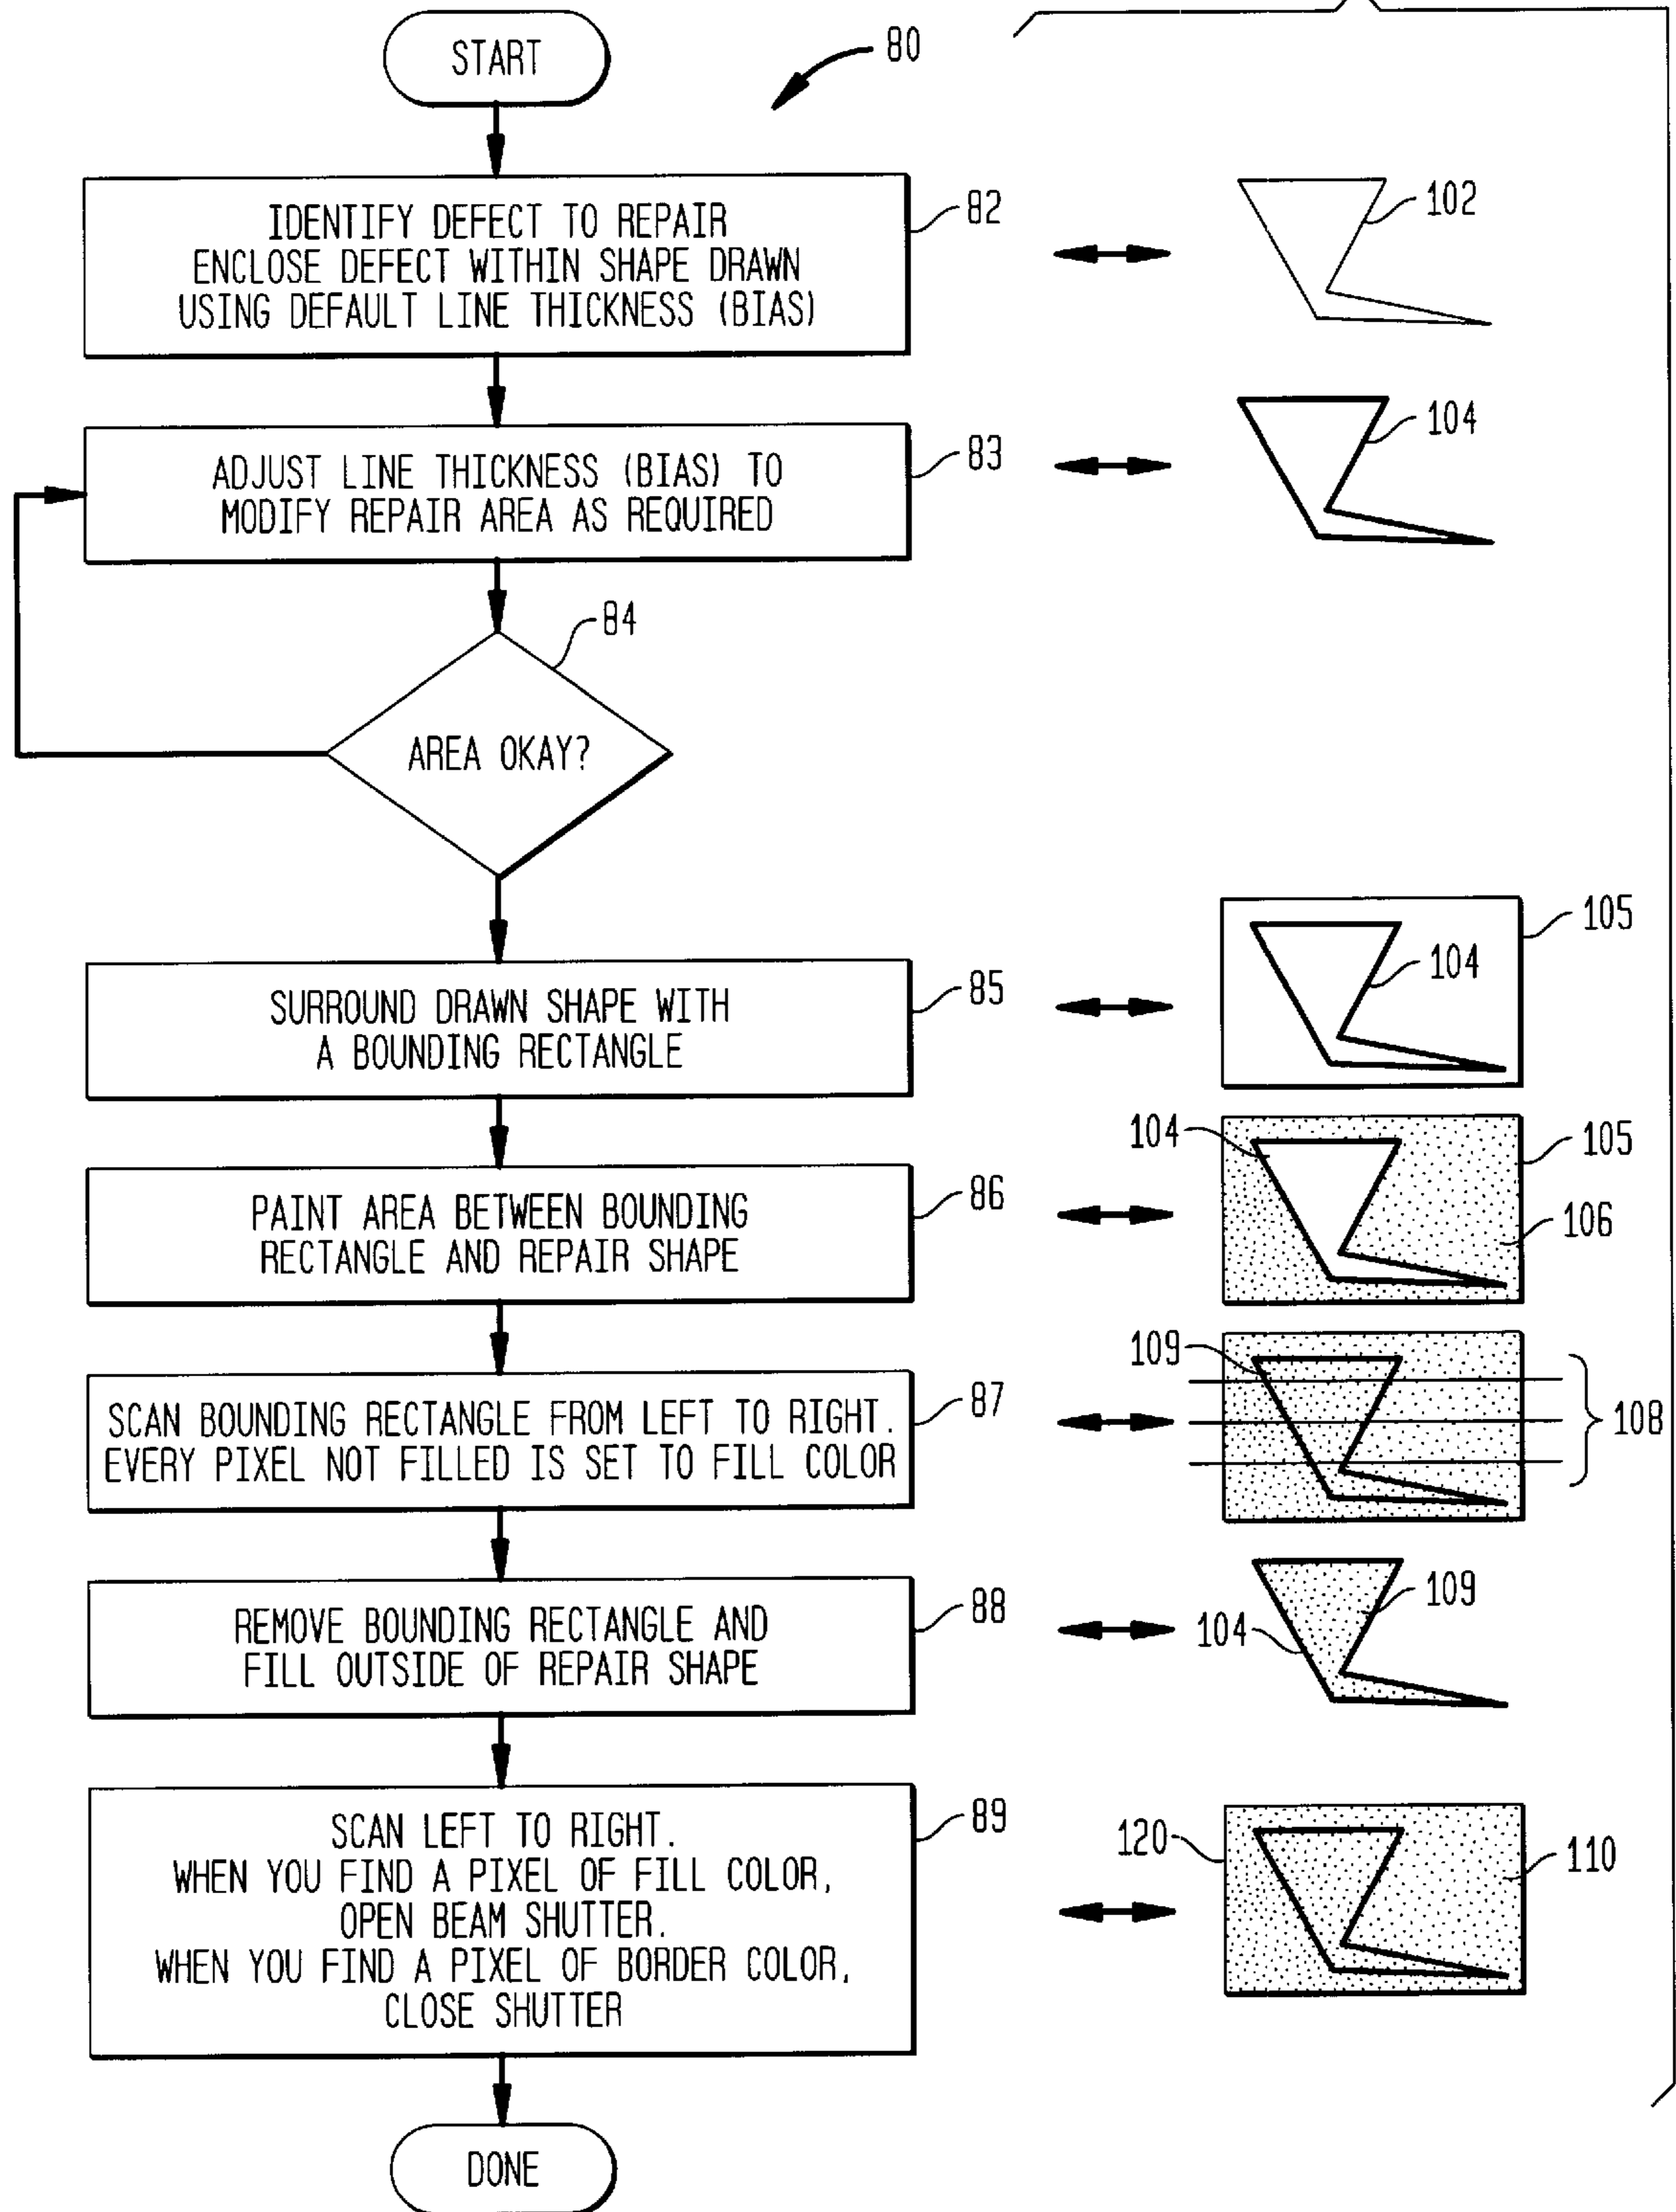 START
80
IDENTIFY DEFECT TO REPAIR
ENCLOSE DEFECT WITHIN SHAPE DRAWN
USING DEFAULT LINE THICKNESS (BIAS)
82
102
ADJUST LINE THICKNESS (BIAS) TO
MODIFY REPAIR AREA AS REQUIRED
83
104
84
AREA OKAY?
SURROUND DRAWN SHAPE WITH
A BOUNDING RECTANGLE
85
105
104
PAINT AREA BETWEEN BOUNDING
RECTANGLE AND REPAIR SHAPE
86
104
105
106
SCAN BOUNDING RECTANGLE FROM LEFT TO RIGHT.
EVERY PIXEL NOT FILLED IS SET TO FILL COLOR
87
109
108
REMOVE BOUNDING RECTANGLE AND
FILL OUTSIDE OF REPAIR SHAPE
88
109
104
SCAN LEFT TO RIGHT.
WHEN YOU FIND A PIXEL OF FILL COLOR,
OPEN BEAM SHUTTER.
WHEN YOU FIND A PIXEL OF BORDER COLOR,
CLOSE SHUTTER
89
120
110
DONE